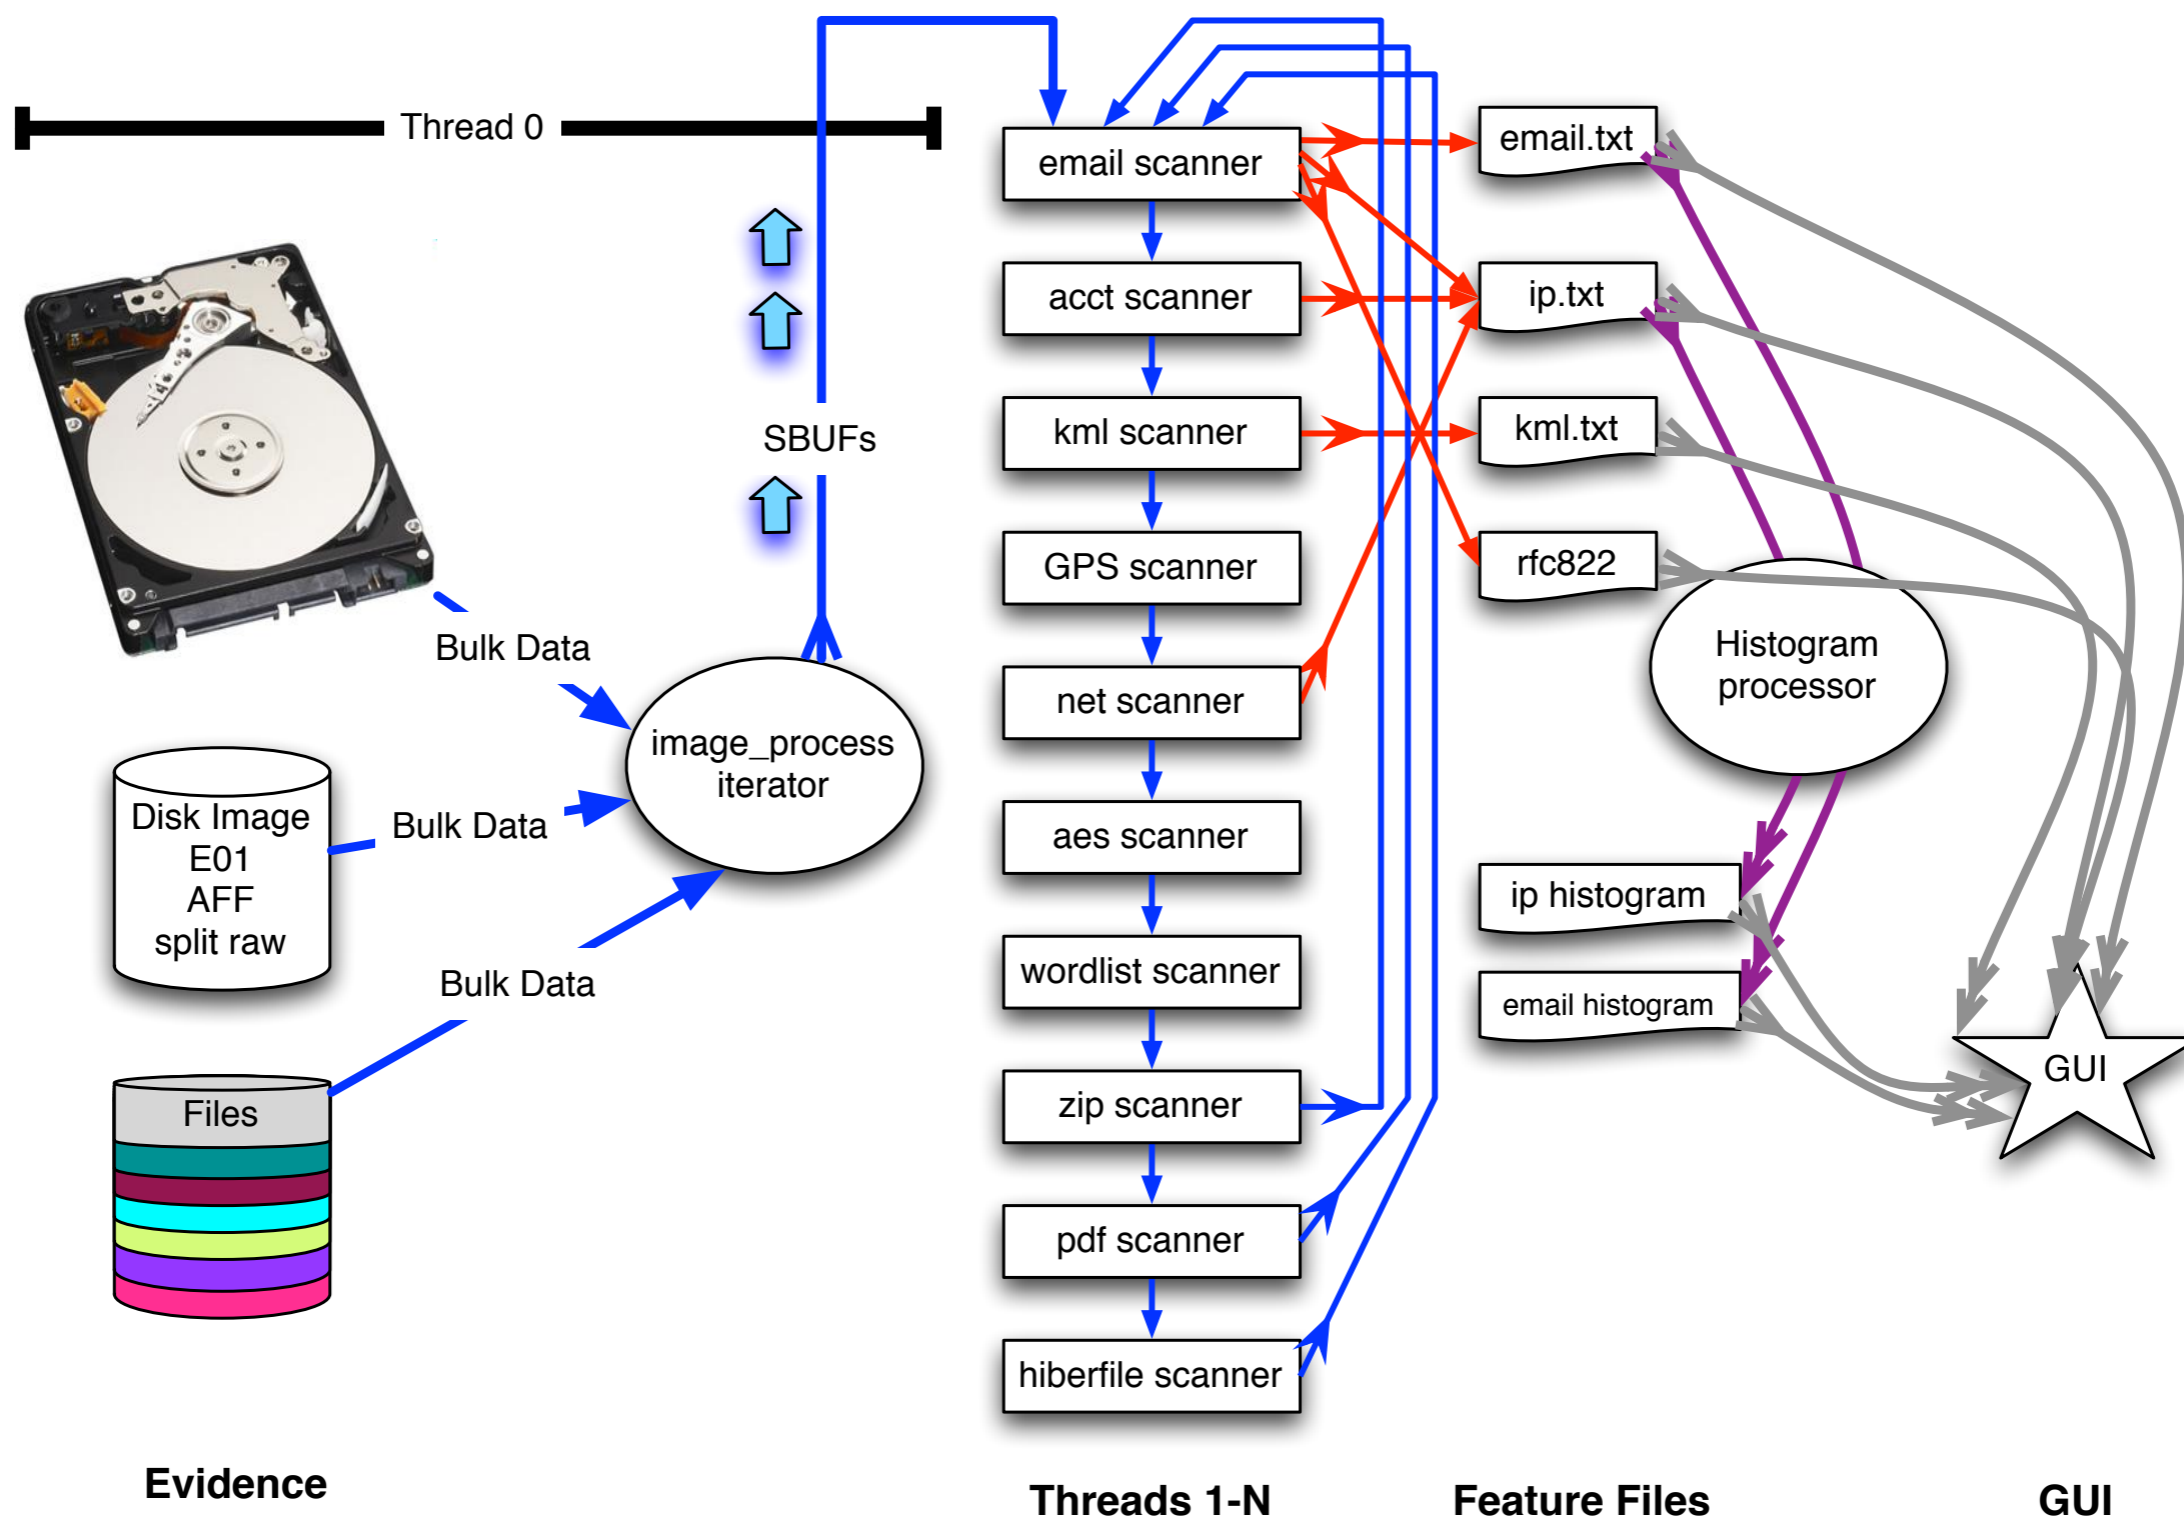 Thread 0
SBUFs
Bulk Data
Bulk Data
Bulk Data
Disk Image
E01
AFF
split raw
Files
image_process
iterator
email scanner
acct scanner
kml scanner
GPS scanner
net scanner
aes scanner
wordlist scanner
zip scanner
pdf scanner
hiberfile scanner
email.txt
ip.txt
kml.txt
rfc822
Histogram
processor
ip histogram
email histogram
GUI
Evidence
Threads 1-N
Feature Files
GUI